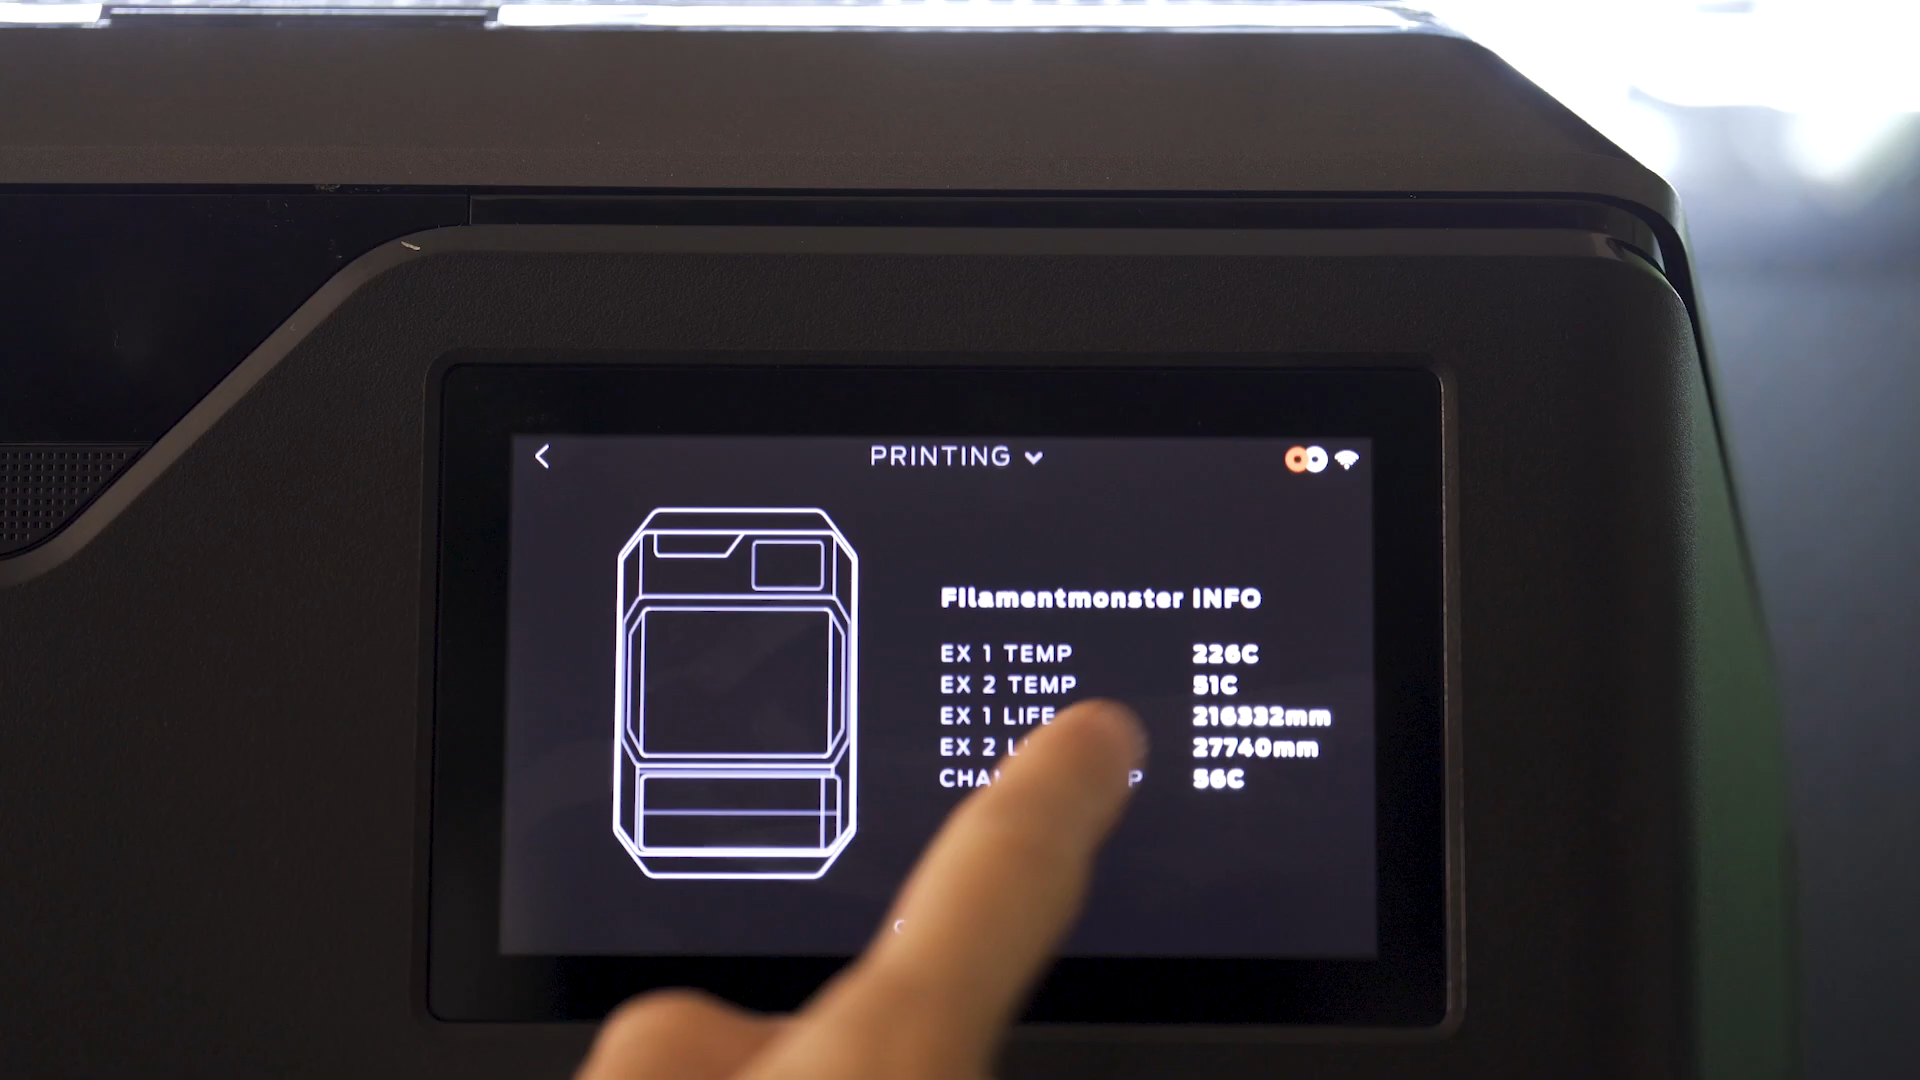 PRINTING
Filamentmonster INFO
EX 1 TEMP 226C
EX 2 TEMP 51C
EX 1 LIFE 216332mm
EX 2 27740mm
56C